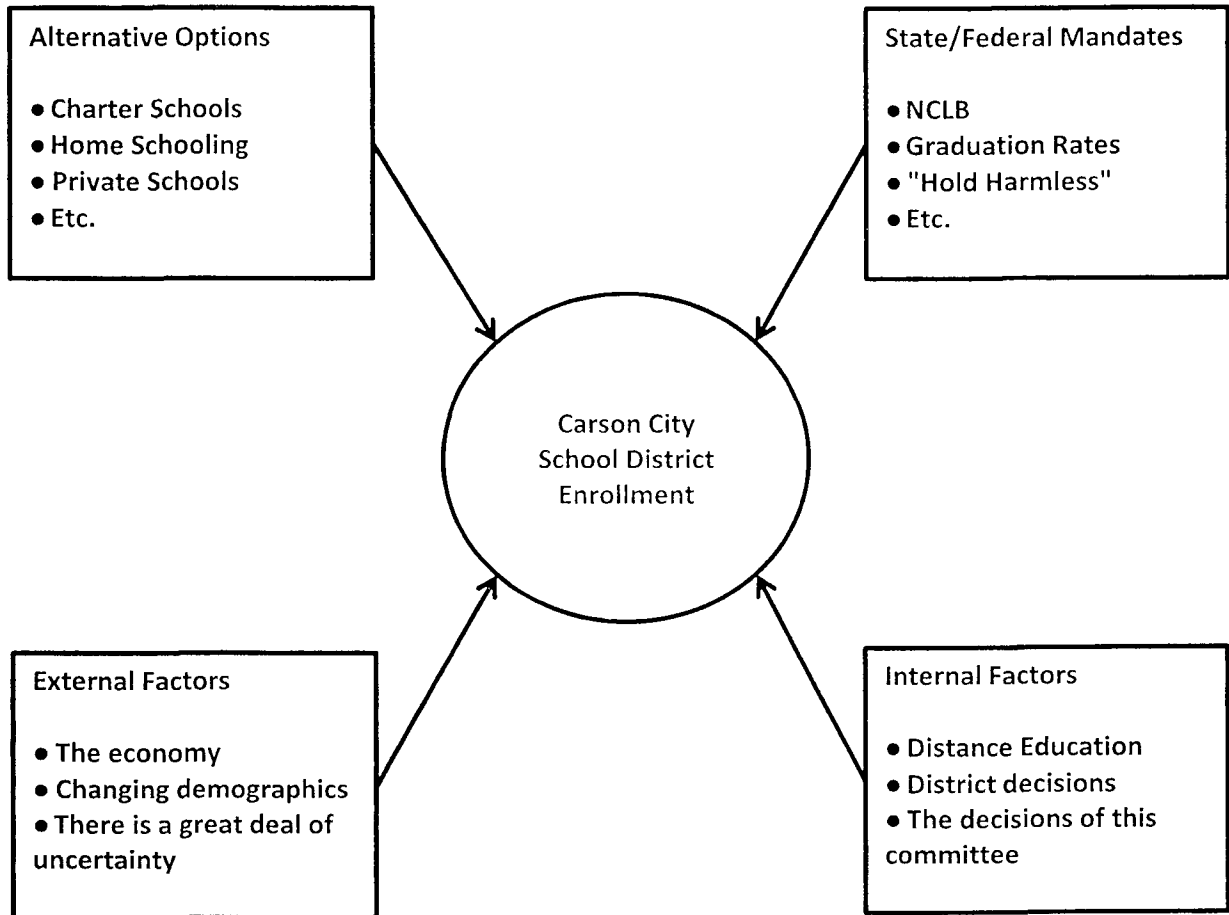 Alternative Options
● Charter Schools
● Home Schooling
● Private Schools
● Etc.
State/Federal Mandates
● NCLB
● Graduation Rates
● "Hold Harmless"
● Etc.
Carson City
School District
Enrollment
External Factors
● The economy
● Changing demographics
● There is a great deal of
uncertainty
Internal Factors
● Distance Education
● District decisions
● The decisions of this
committee